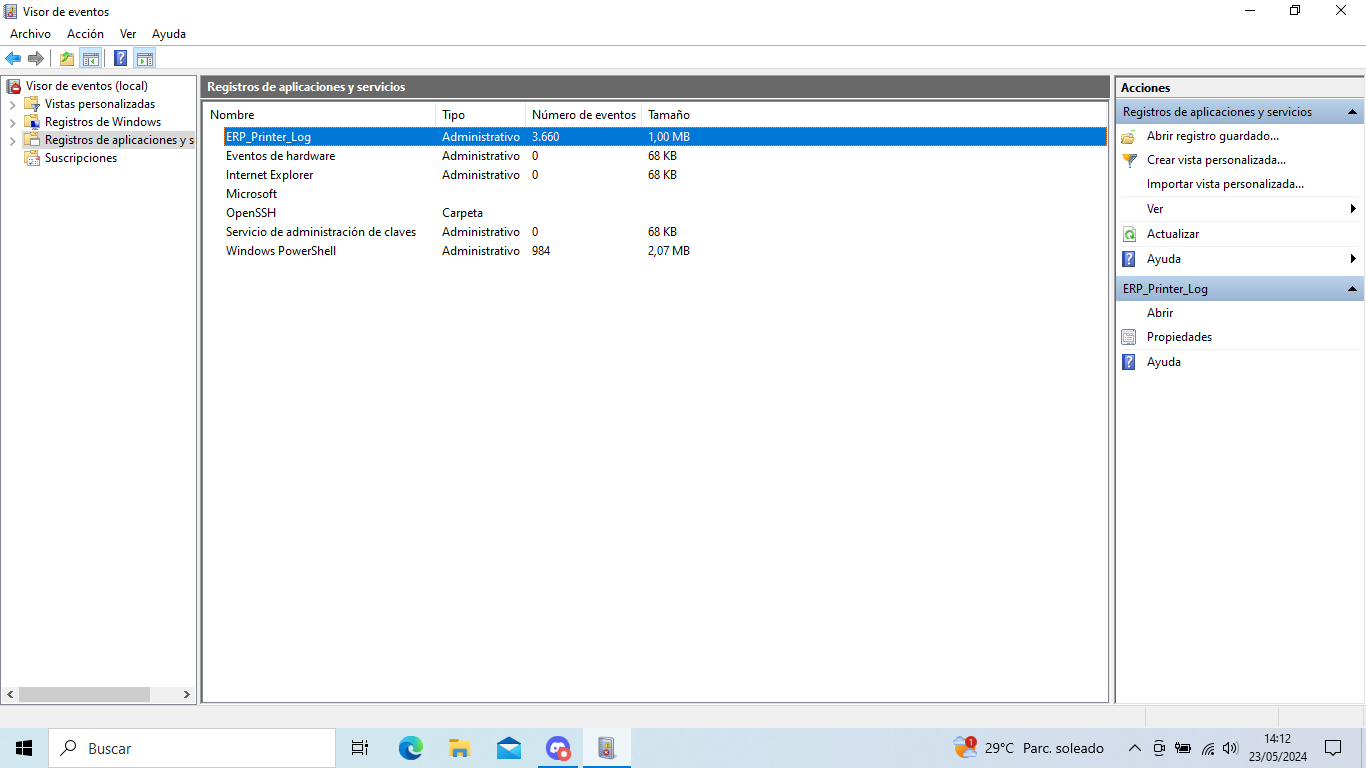 Visor de eventos
Archivo Acción Ver Ayuda
Visor de eventos (local)
Vistas personalizadas
Registros de Windows
Registros de aplicaciones y s
Suscripciones
Registros de aplicaciones y servicios
Nombre Tipo Número de eventos Tamaño
ERP_Printer_Log Administrativo 3.660 1,00 MB
Eventos de hardware Administrativo 0 68 KB
Internet Explorer Administrativo 0 68 KB
Microsoft
OpenSSH Carpeta
Servicio de administración de claves Administrativo 0 68 KB
Windows PowerShell Administrativo 984 2,07 MB
Acciones
Registros de aplicaciones y servicios
Abrir registro guardado...
Crear vista personalizada...
Importar vista personalizada...
Ver
Actualizar
Ayuda
ERP_Printer_Log
Abrir
Propiedades
Ayuda
Buscar
1
29°C Parc. soleado
14:12
23/05/2024